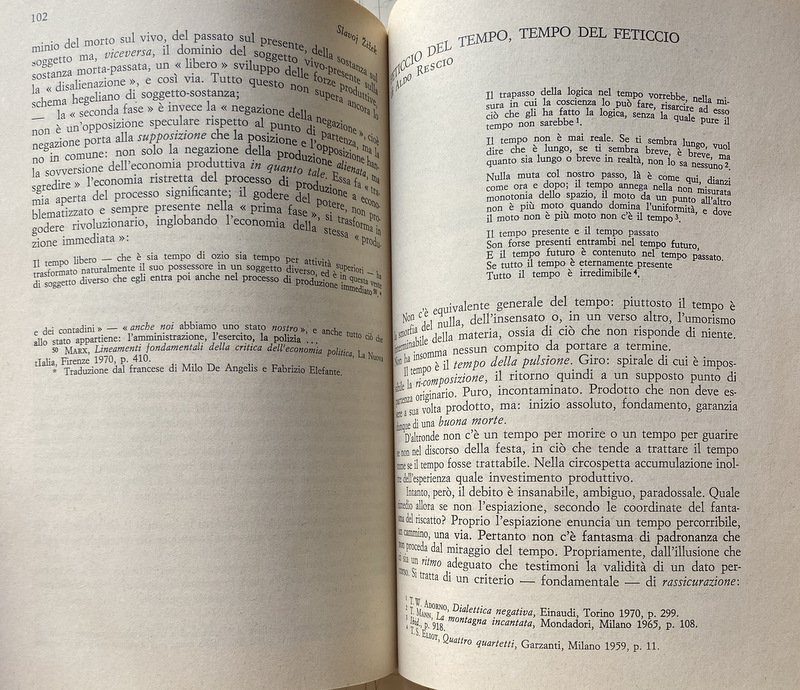 102
Slavoj Žižek
minio del morto sul vivo, del passato sul presente, della sostanza sul
soggetto ma, viceversa, il dominio del soggetto vivo-presente sulla
sostanza morta-passata, un « libero » sviluppo delle forze produttive,
la « disalienazione », e così via. Tutto questo non supera ancora lo
schema hegeliano di soggetto-sostanza;
— la « seconda fase » è invece la « negazione della negazione », cioè
non è un'opposizione speculare rispetto al punto di partenza, ma la
negazione porta alla supposizione che la posizione e l'opposizione han-
no in comune: non solo la negazione della produzione alienata, ma
la sovversione dell'economia produttiva in quanto tale. Essa fa « tra-
sgredire » l'economia ristretta del processo di produzione a econo-
mia aperta del processo significante; il godere del potere, non pro-
blematizzato e sempre presente nella « prima fase », si trasforma in
godere rivoluzionario, inglobando l'economia della stessa « produ-
zione immediata »:
Il tempo libero — che è sia tempo di ozio sia tempo per attività superiori — ha
trasformato naturalmente il suo possessore in un soggetto diverso, ed è in questa veste
di soggetto diverso che egli entra poi anche nel processo di produzione immediato
e dei contadini » — « anche noi abbiamo uno stato nostro », e anche tutto ciò che
allo stato appartiene: l'amministrazione, l'esercito, la polizia ...
50 MARX, Lineamenti fondamentali della critica dell'economia politica, La Nuova
Italia, Firenze 1970, p. 410.
* Traduzione dal francese di Milo De Angelis e Fabrizio Elefante.
FETICCIO DEL TEMPO, TEMPO DEL FETICCIO
ALDO RESCIO
Il trapasso della logica nel tempo vorrebbe, nella mi-
sura in cui la coscienza lo può fare, risarcire ad esso
ciò che gli ha fatto la logica, senza la quale pure il
tempo non sarebbe1.
Il tempo non è mai reale. Se ti sembra lungo, vuol
dire che è lungo, se ti sembra breve, è breve, ma
quanto sia lungo o breve in realtà, non lo sa nessuno2.
Nulla muta col nostro passo, là è come qui, dianzi
come ora e dopo; il tempo annega nella non misurata
monotonia dello spazio, il moto da un punto all'altro
non è più moto quando domina l'uniformità, e dove
il moto non è più moto non c'è il tempo3.
Il tempo presente e il tempo passato
Son forse presenti entrambi nel tempo futuro,
E il tempo futuro è contenuto nel tempo passato.
Se tutto il tempo è eternamente presente
Tutto il tempo è irredimibile4.
Non c'è equivalente generale del tempo: piuttosto il tempo è
la smorfia del nulla, dell'insensato o, in un verso altro, l'umorismo
interminabile della materia, ossia di ciò che non risponde di niente.
Non ha insomma nessun compito da portare a termine.
Il tempo è il tempo della pulsione. Giro: spirale di cui è impos-
sibile la ri-composizione, il ritorno quindi a un supposto punto di
partenza originario. Puro, incontaminato. Prodotto che non deve es-
sere a sua volta prodotto, ma: inizio assoluto, fondamento, garanzia
dunque di una buona morte.
D'altronde non c'è un tempo per morire o un tempo per guarire
se non nel discorso della festa, in ciò che tende a trattare il tempo
come se il tempo fosse trattabile. Nella circospetta accumulazione inol-
tre dell'esperienza quale investimento produttivo.
Intanto, però, il debito è insanabile, ambiguo, paradossale. Quale
rimedio allora se non l'espiazione, secondo le coordinate del fanta-
sma del riscatto? Proprio l'espiazione enuncia un tempo percorribile,
un cammino, una via. Pertanto non c'è fantasma di padronanza che
non proceda dal miraggio del tempo. Propriamente, dall'illusione che
ci sia un ritmo adeguato che testimoni la validità di un dato per-
corso. Si tratta di un criterio — fondamentale — di rassicurazione:
1 T.W. ADORNO, Dialettica negativa, Einaudi, Torino 1970, p. 299.
2 T. MANN, La montagna incantata, Mondadori, Milano 1965, p. 108.
3 Ibid., p. 918.
4 T.S. ELIOT, Quattro quartetti, Garzanti, Milano 1959, p. 11.